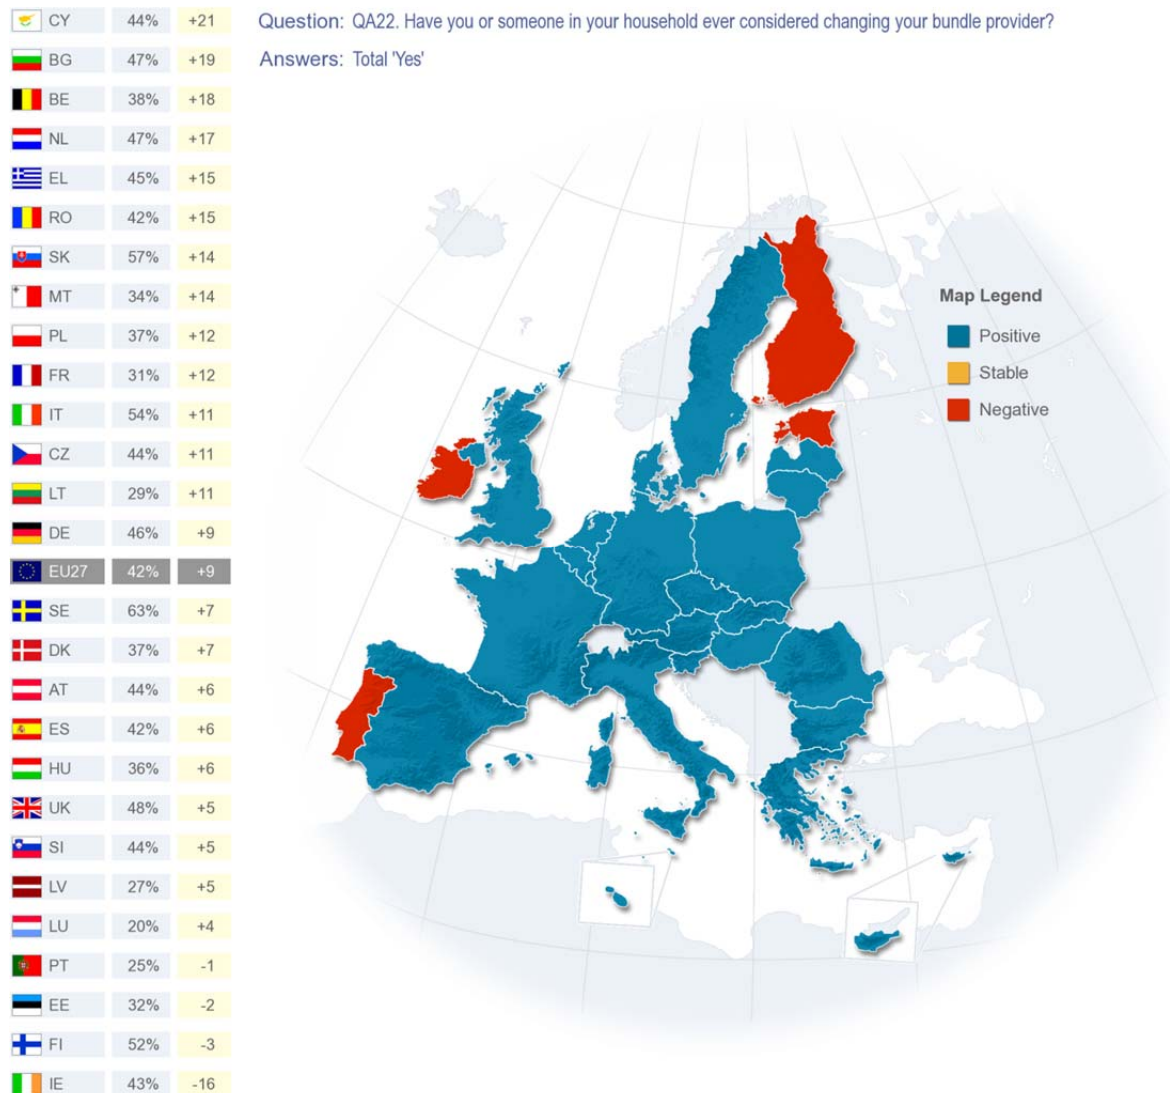 Question: QA22. Have you or someone in your household ever considered changing your bundle provider?
Answers: Total 'Yes'
CY 44% +21
BG 47% +19
BE 38% +18
NL 47% +17
EL 45% +15
RO 42% +15
SK 57% +14
MT 34% +14
PL 37% +12
FR 31% +12
IT 54% +11
CZ 44% +11
LT 29% +11
DE 46% +9
EU27 42% +9
SE 63% +7
DK 37% +7
AT 44% +6
ES 42% +6
HU 36% +6
UK 48% +5
SI 44% +5
LV 27% +5
LU 20% +4
PT 25% -1
EE 32% -2
FI 52% -3
IE 43% -16
Map Legend
Positive
Stable
Negative